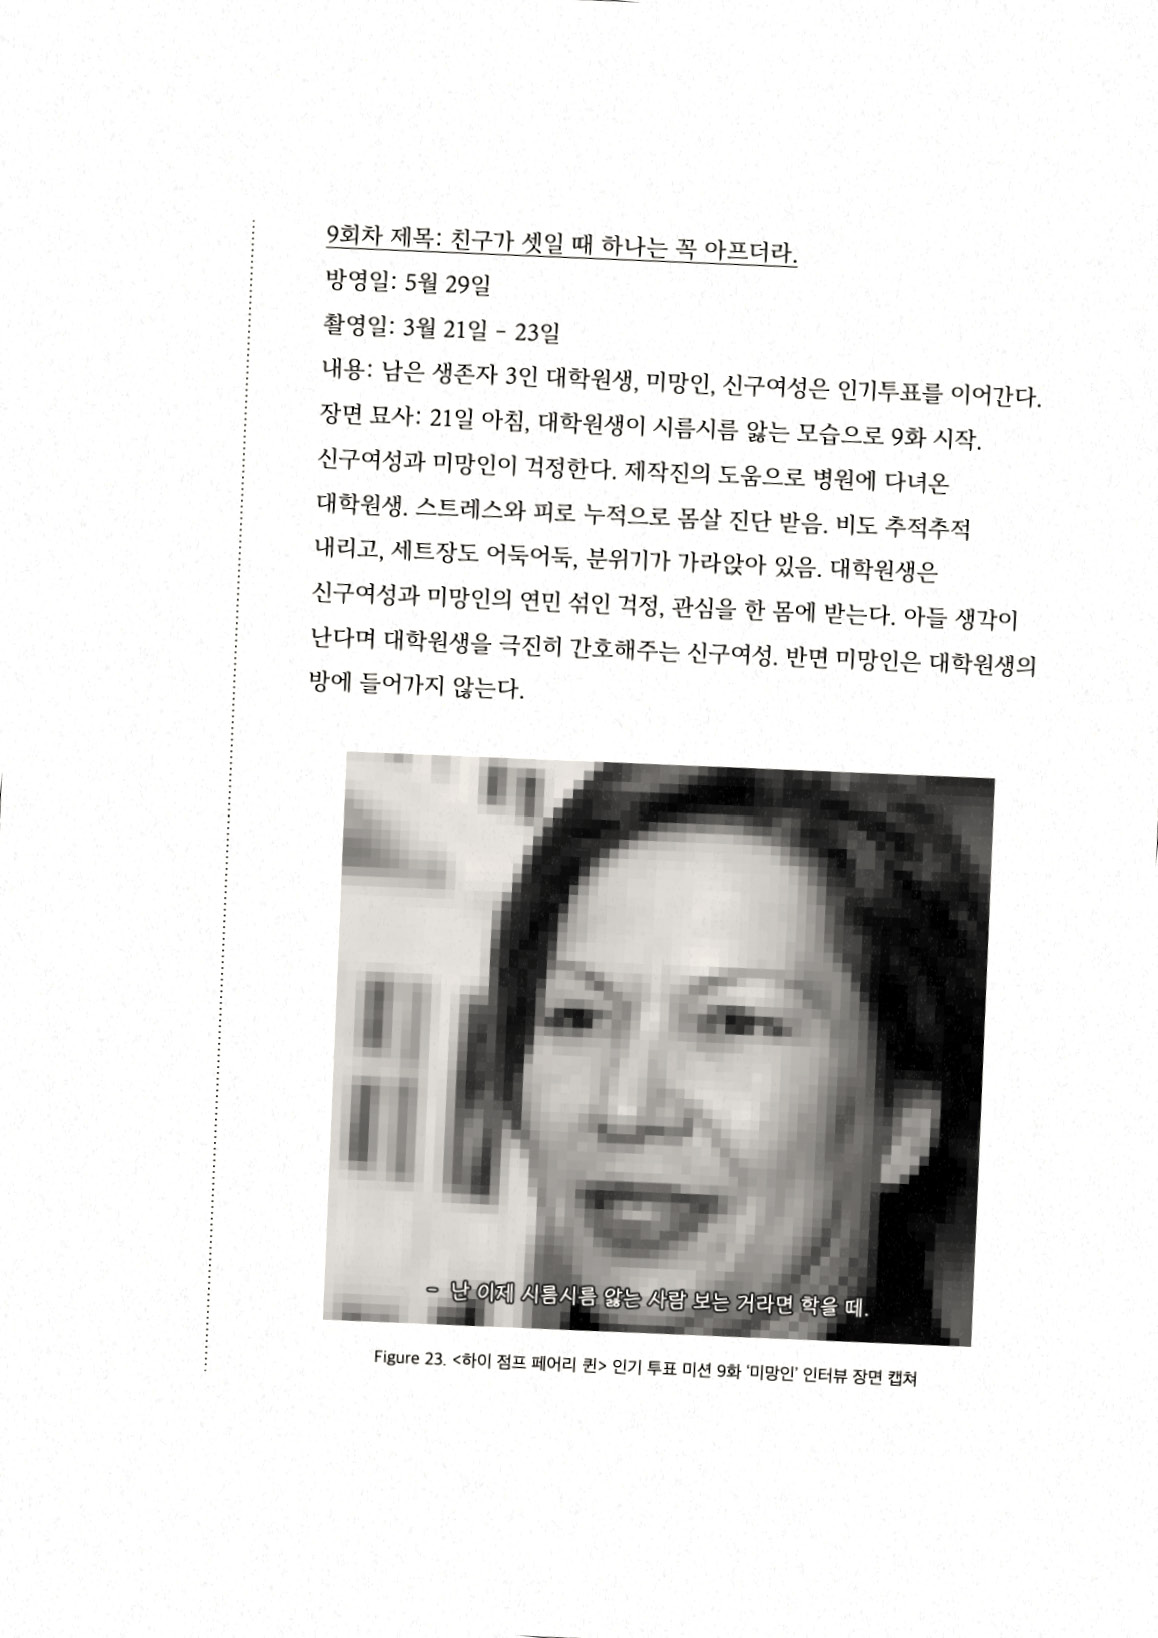 9회차 제목: 친구가 셋일 때 하나는 꼭 아프더라.
방영일: 5월 29일
촬영일: 3월 21일 – 23일
내용: 남은 생존자 3인 대학원생, 미망인, 신구여성은 인기투표를 이어간다.
장면 묘사: 21일 아침, 대학원생이 시름시름 앓는 모습으로 9화 시작.
신구여성과 미망인이 걱정한다. 제작진의 도움으로 병원에 다녀온
대학원생. 스트레스와 피로 누적으로 몸살 진단 받음. 비도 추적추적
내리고, 세트장도 어둑어둑, 분위기가 가라앉아 있음. 대학원생은
신구여성과 미망인의 연민 섞인 걱정, 관심을 한 몸에 받는다. 아들 생각이
난다며 대학원생을 극진히 간호해주는 신구여성. 반면 미망인은 대학원생의
방에 들어가지 않는다.
– 난 이제 시름시름 앓는 사람 보는 거라면 학을 떼.
Figure 23. <하이 점프 페어리 퀸> 인기 투표 미션 9화 ‘미망인’ 인터뷰 장면 캡쳐